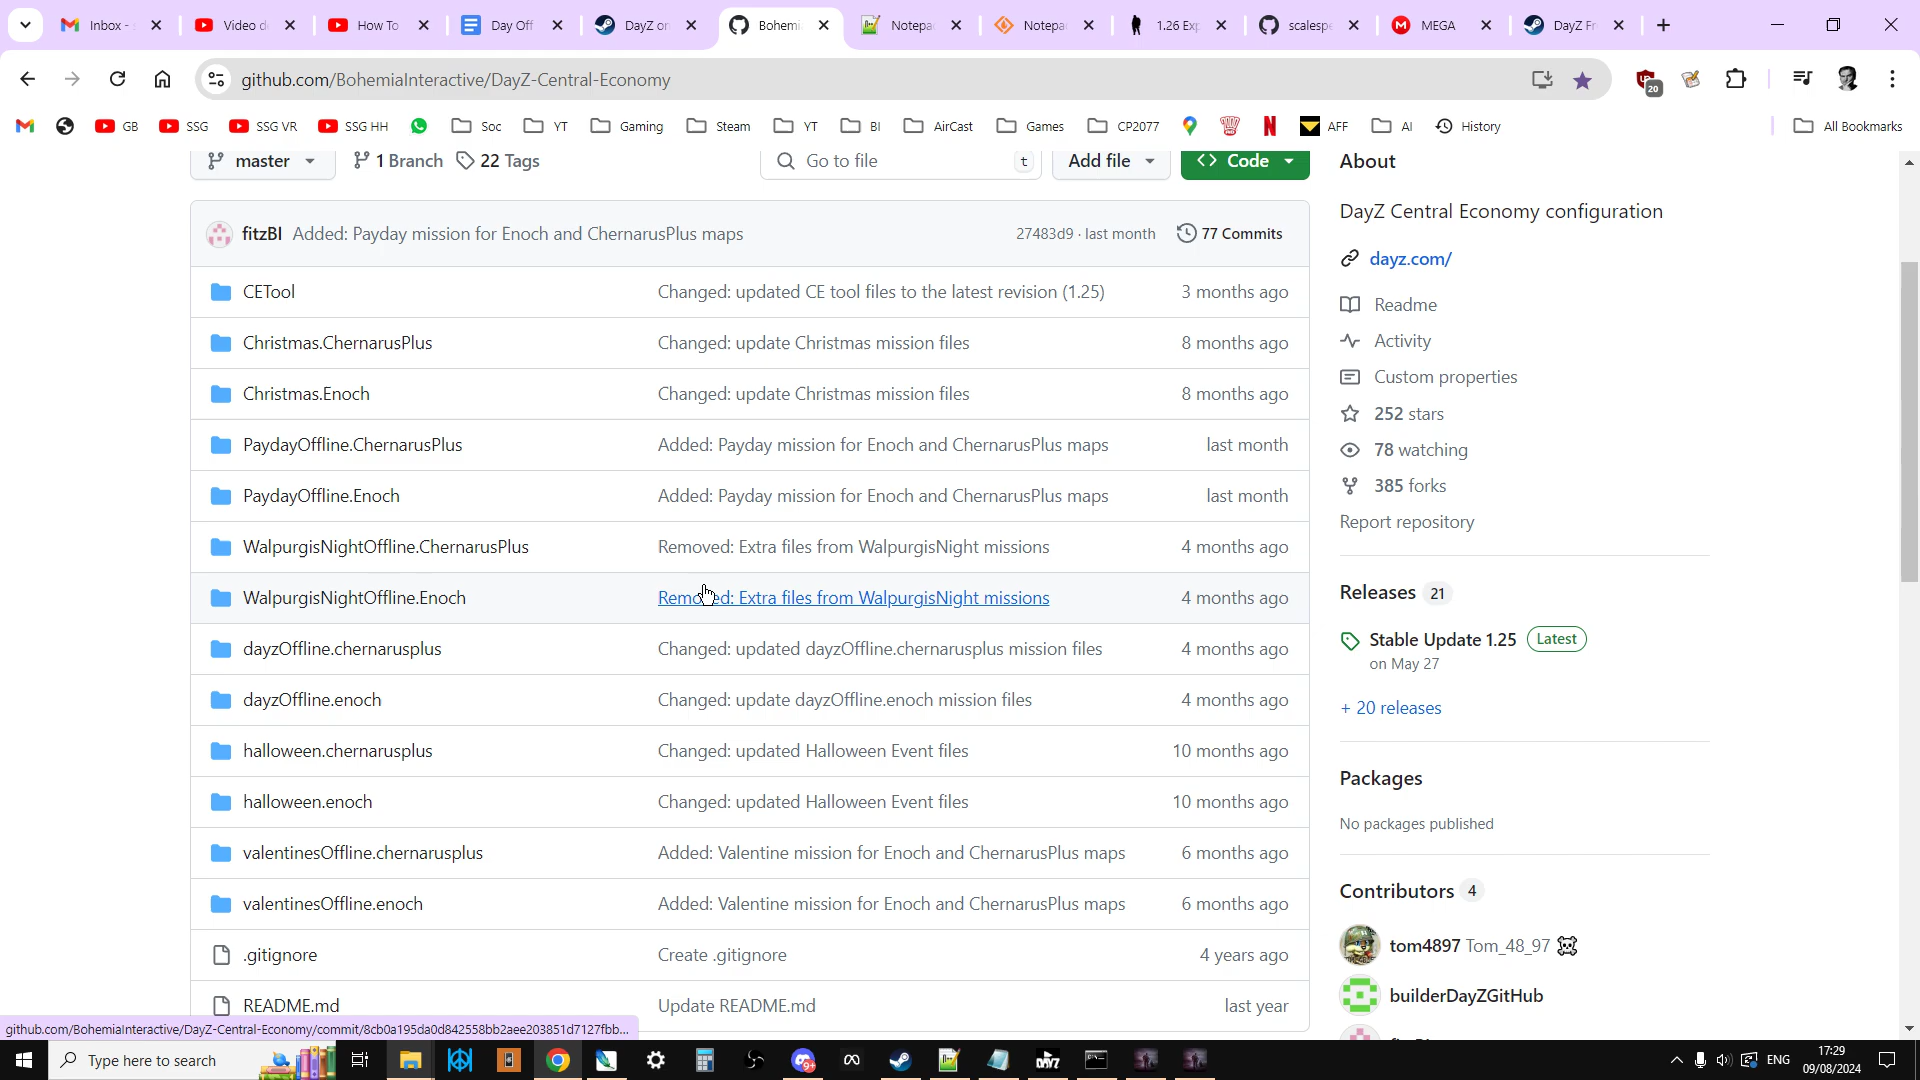 Inbox -
Video d
How To
Day Off
DayZ on
Bohemi
Notepa
Notepa
1.26 Exp
scalespe
MEGA
DayZ Fr
github.com/BohemiaInteractive/DayZ-Central-Economy
20
GB
SSG
SSG VR
SSG HH
Soc
YT
Gaming
Steam
YT
BI
AirCast
Games
CP2077
AFF
AI
History
All Bookmarks
master
1 Branch
22 Tags
Go to file
t
Add file
Code
About
DayZ Central Economy configuration
fitzBI Added: Payday mission for Enoch and ChernarusPlus maps
27483d9 · last month
77 Commits
dayz.com/
CETool
Changed: updated CE tool files to the latest revision (1.25)
3 months ago
Readme
Christmas.ChernarusPlus
Changed: update Christmas mission files
8 months ago
Activity
Christmas.Enoch
Changed: update Christmas mission files
8 months ago
Custom properties
252 stars
PaydayOffline.ChernarusPlus
Added: Payday mission for Enoch and ChernarusPlus maps
last month
78 watching
PaydayOffline.Enoch
Added: Payday mission for Enoch and ChernarusPlus maps
last month
385 forks
Report repository
WalpurgisNightOffline.ChernarusPlus
Removed: Extra files from WalpurgisNight missions
4 months ago
WalpurgisNightOffline.Enoch
Removed: Extra files from WalpurgisNight missions
4 months ago
Releases 21
dayzOffline.chernarusplus
Changed: updated dayzOffline.chernarusplus mission files
4 months ago
Stable Update 1.25
Latest
on May 27
dayzOffline.enoch
Changed: update dayzOffline.enoch mission files
4 months ago
+ 20 releases
halloween.chernarusplus
Changed: updated Halloween Event files
10 months ago
Packages
halloween.enoch
Changed: updated Halloween Event files
10 months ago
No packages published
valentinesOffline.chernarusplus
Added: Valentine mission for Enoch and ChernarusPlus maps
6 months ago
Contributors 4
valentinesOffline.enoch
Added: Valentine mission for Enoch and ChernarusPlus maps
6 months ago
.gitignore
Create .gitignore
4 years ago
tom4897 Tom_48_97
README.md
Update README.md
last year
builderDayZGitHub
github.com/BohemiaInteractive/DayZ-Central-Economy/commit/8cb0a195da0d842558bb2aee203851d7127fbb...
Type here to search
ENG
17:29
09/08/2024